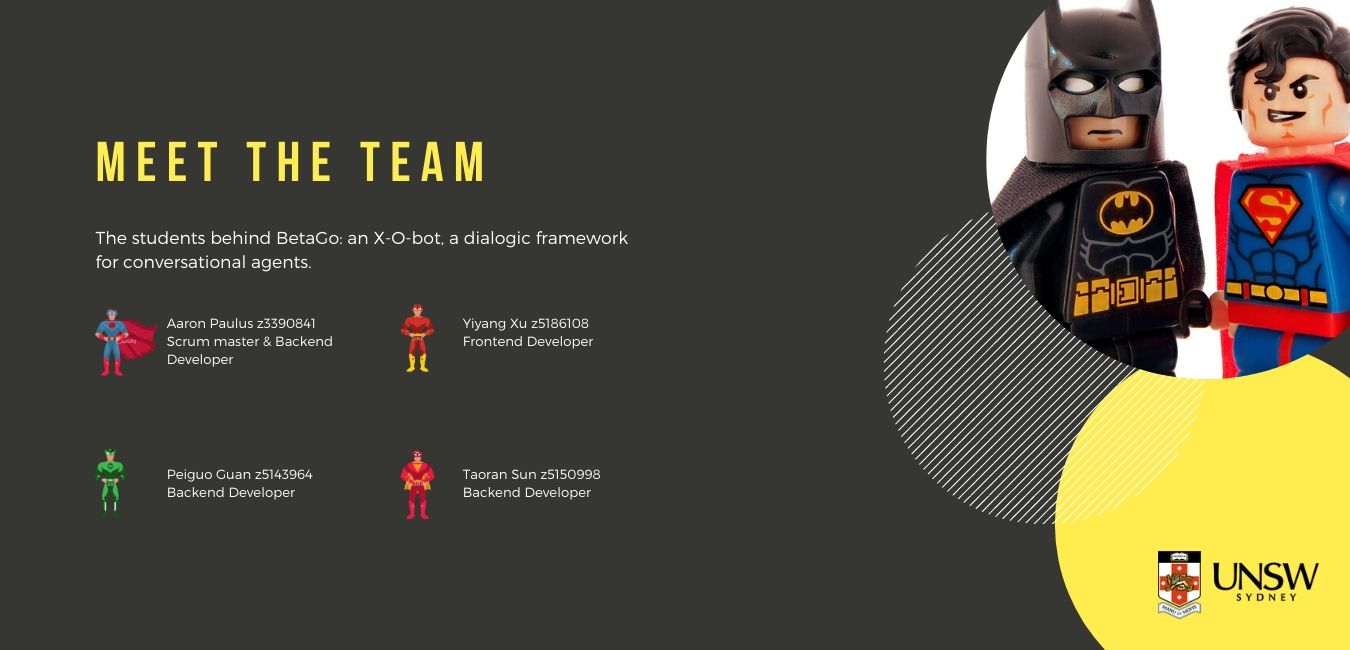 MEET THE TEAM
The students behind BetaGo: an X-O-bot, a dialogic framework
for conversational agents.
Aaron Paulus z3390841
Scrum master & Backend
Developer
Yiyang Xu z5186108
Frontend Developer
Peiguo Guan z5143964
Backend Developer
Taoran Sun z5150998
Backend Developer
UNSW
SYDNEY